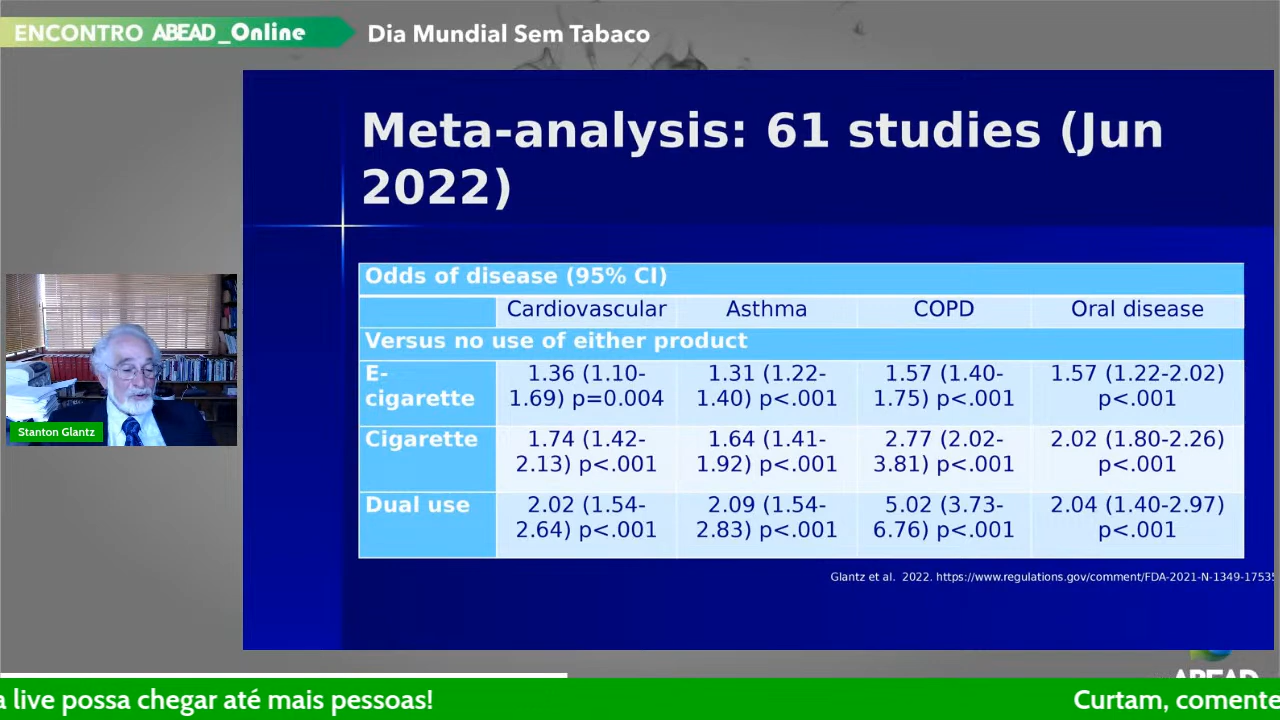 ENCONTRO ABEAD_Online
Dia Mundial Sem Tabaco
Meta-analysis: 61 studies (Jun
2022)
Odds of disease (95% CI)
Cardiovascular Asthma COPD Oral disease
Versus no use of either product
E-
cigarette
1.36 (1.10-
1.69) p=0.004
1.31 (1.22-
1.40) p<.001
1.57 (1.40-
1.75) p<.001
1.57 (1.22-2.02)
p<.001
Cigarette
1.74 (1.42-
2.13) p<.001
1.64 (1.41-
1.92) p<.001
2.77 (2.02-
3.81) p<.001
2.02 (1.80-2.26)
p<.001
Dual use
2.02 (1.54-
2.64) p<.001
2.09 (1.54-
2.83) p<.001
5.02 (3.73-
6.76) p<.001
2.04 (1.40-2.97)
p<.001
Glantz et al. 2022. https://www.regulations.gov/comment/FDA-2021-N-1349-1753
Stanton Glantz
ABEAD
a live possa chegar até mais pessoas!
Curtam, comente